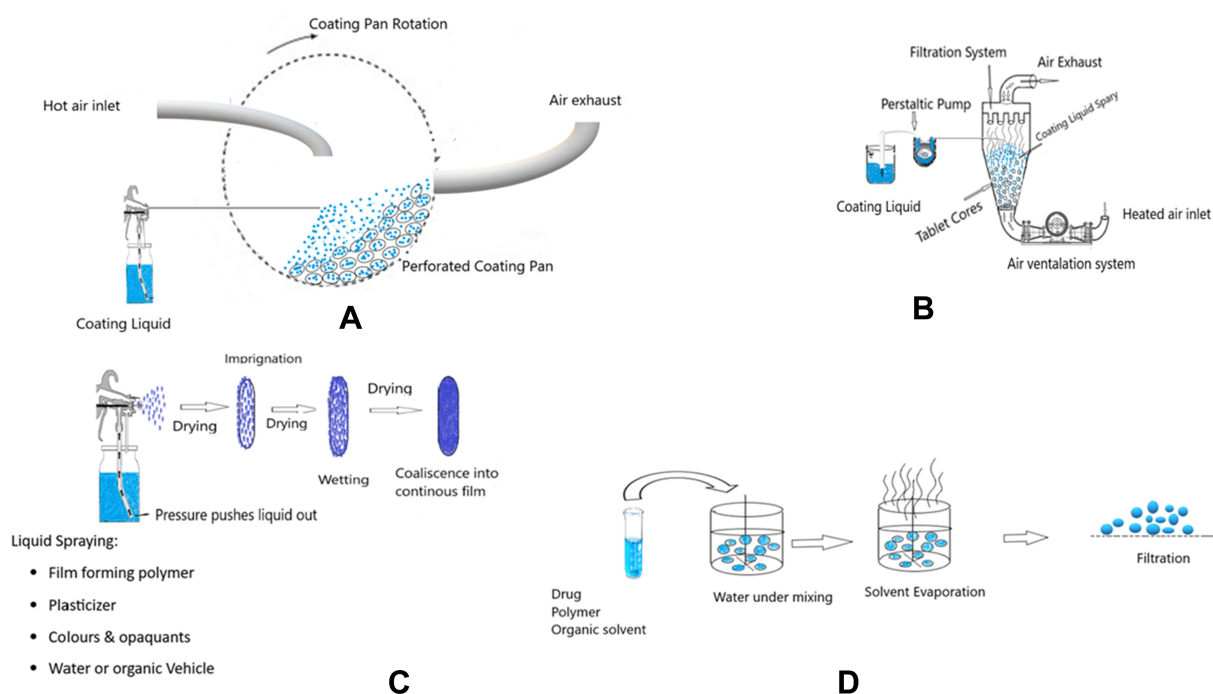 Coating Pan Rotation
Hot air inlet
Air exhaust
Perforated Coating Pan
Coating Liquid
A
Filtration System
Air Exhaust
Perstaltic Pump
Coating Liquid Spary
Coating Liquid
Tablet Cores
Heated air inlet
Air ventalation system
B
Imprignation
Drying
Drying
Drying
Wetting
Coaliscence into
continous film
Pressure pushes liquid out
Liquid Spraying:
• Film forming polymer
• Plasticizer
• Colours & opaquants
• Water or organic Vehicle
C
Drug
Polymer
Organic solvent
Water under mixing
Solvent Evaporation
Filtration
D